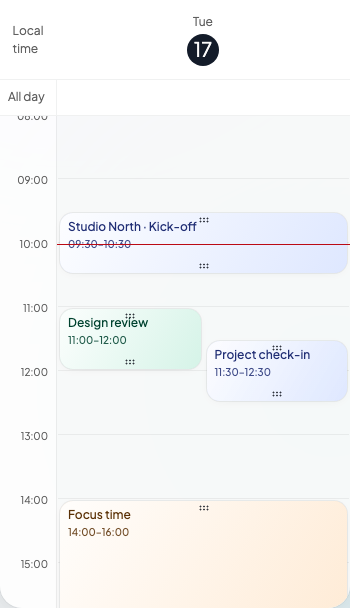 Local
time
Tue
17
All day
08:00
09:00
Studio North · Kick-off
09:30–10:30
10:00
11:00
Design review
11:00–12:00
Project check-in
11:30–12:30
12:00
13:00
14:00
Focus time
14:00–16:00
15:00